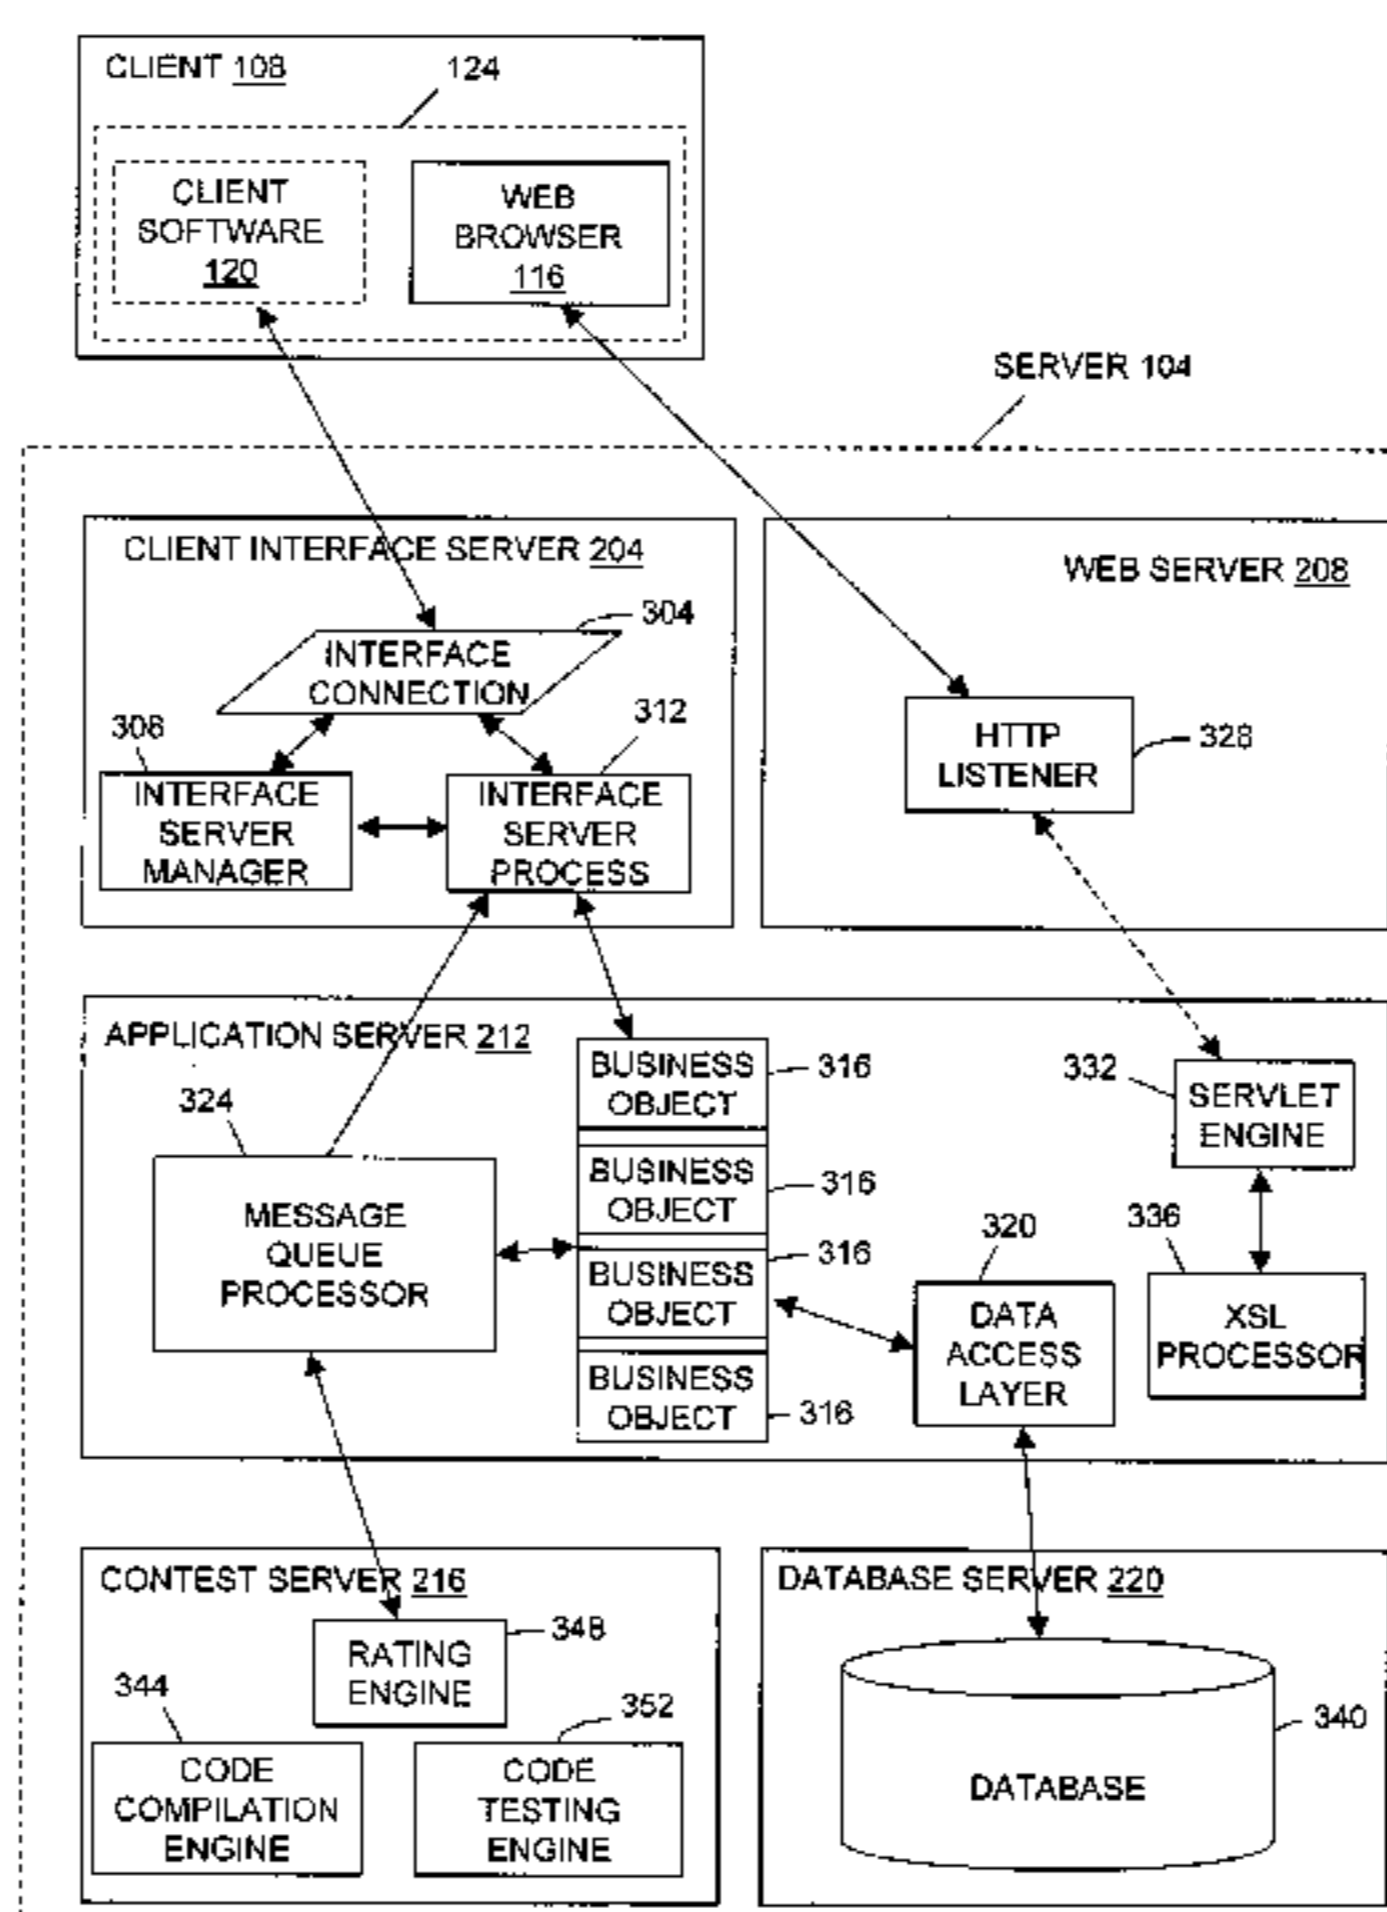 CLIENT 108
124
CLIENT
SOFTWARE
120
WEB
BROWSER
116
SERVER 104
CLIENT INTERFACE SERVER 204
304
INTERFACE
CONNECTION
308
INTERFACE
SERVER
MANAGER
312
INTERFACE
SERVER
PROCESS
WEB SERVER 208
HTTP
LISTENER
328
APPLICATION SERVER 212
324
MESSAGE
QUEUE
PROCESSOR
BUSINESS
OBJECT
316
BUSINESS
OBJECT
316
BUSINESS
OBJECT
316
BUSINESS
OBJECT
316
320
DATA
ACCESS
LAYER
332
SERVLET
ENGINE
336
XSL
PROCESSOR
CONTEST SERVER 216
348
RATING
ENGINE
344
CODE
COMPILATION
ENGINE
352
CODE
TESTING
ENGINE
DATABASE SERVER 220
340
DATABASE